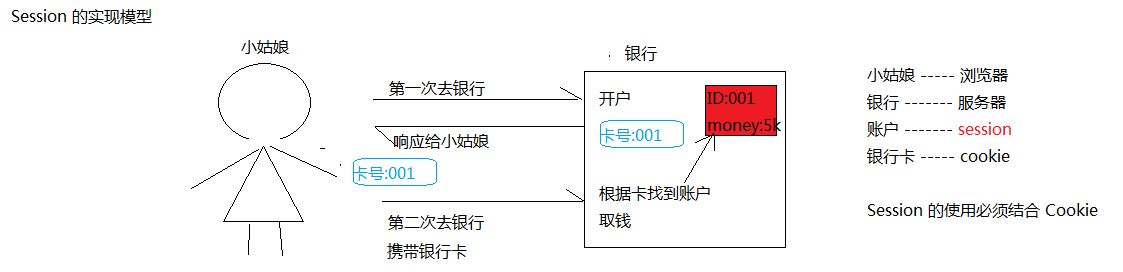 Session 的实现模型
小姑娘
银行
第一次去银行
开户
ID:001
money:5k
卡号:001
响应给小姑娘
卡号:001
根据卡找到账户
取钱
第二次去银行
携带银行卡
小姑娘 ----- 浏览器
银行 ------- 服务器
账户 ------- session
银行卡 ----- cookie
Session 的使用必须结合 Cookie